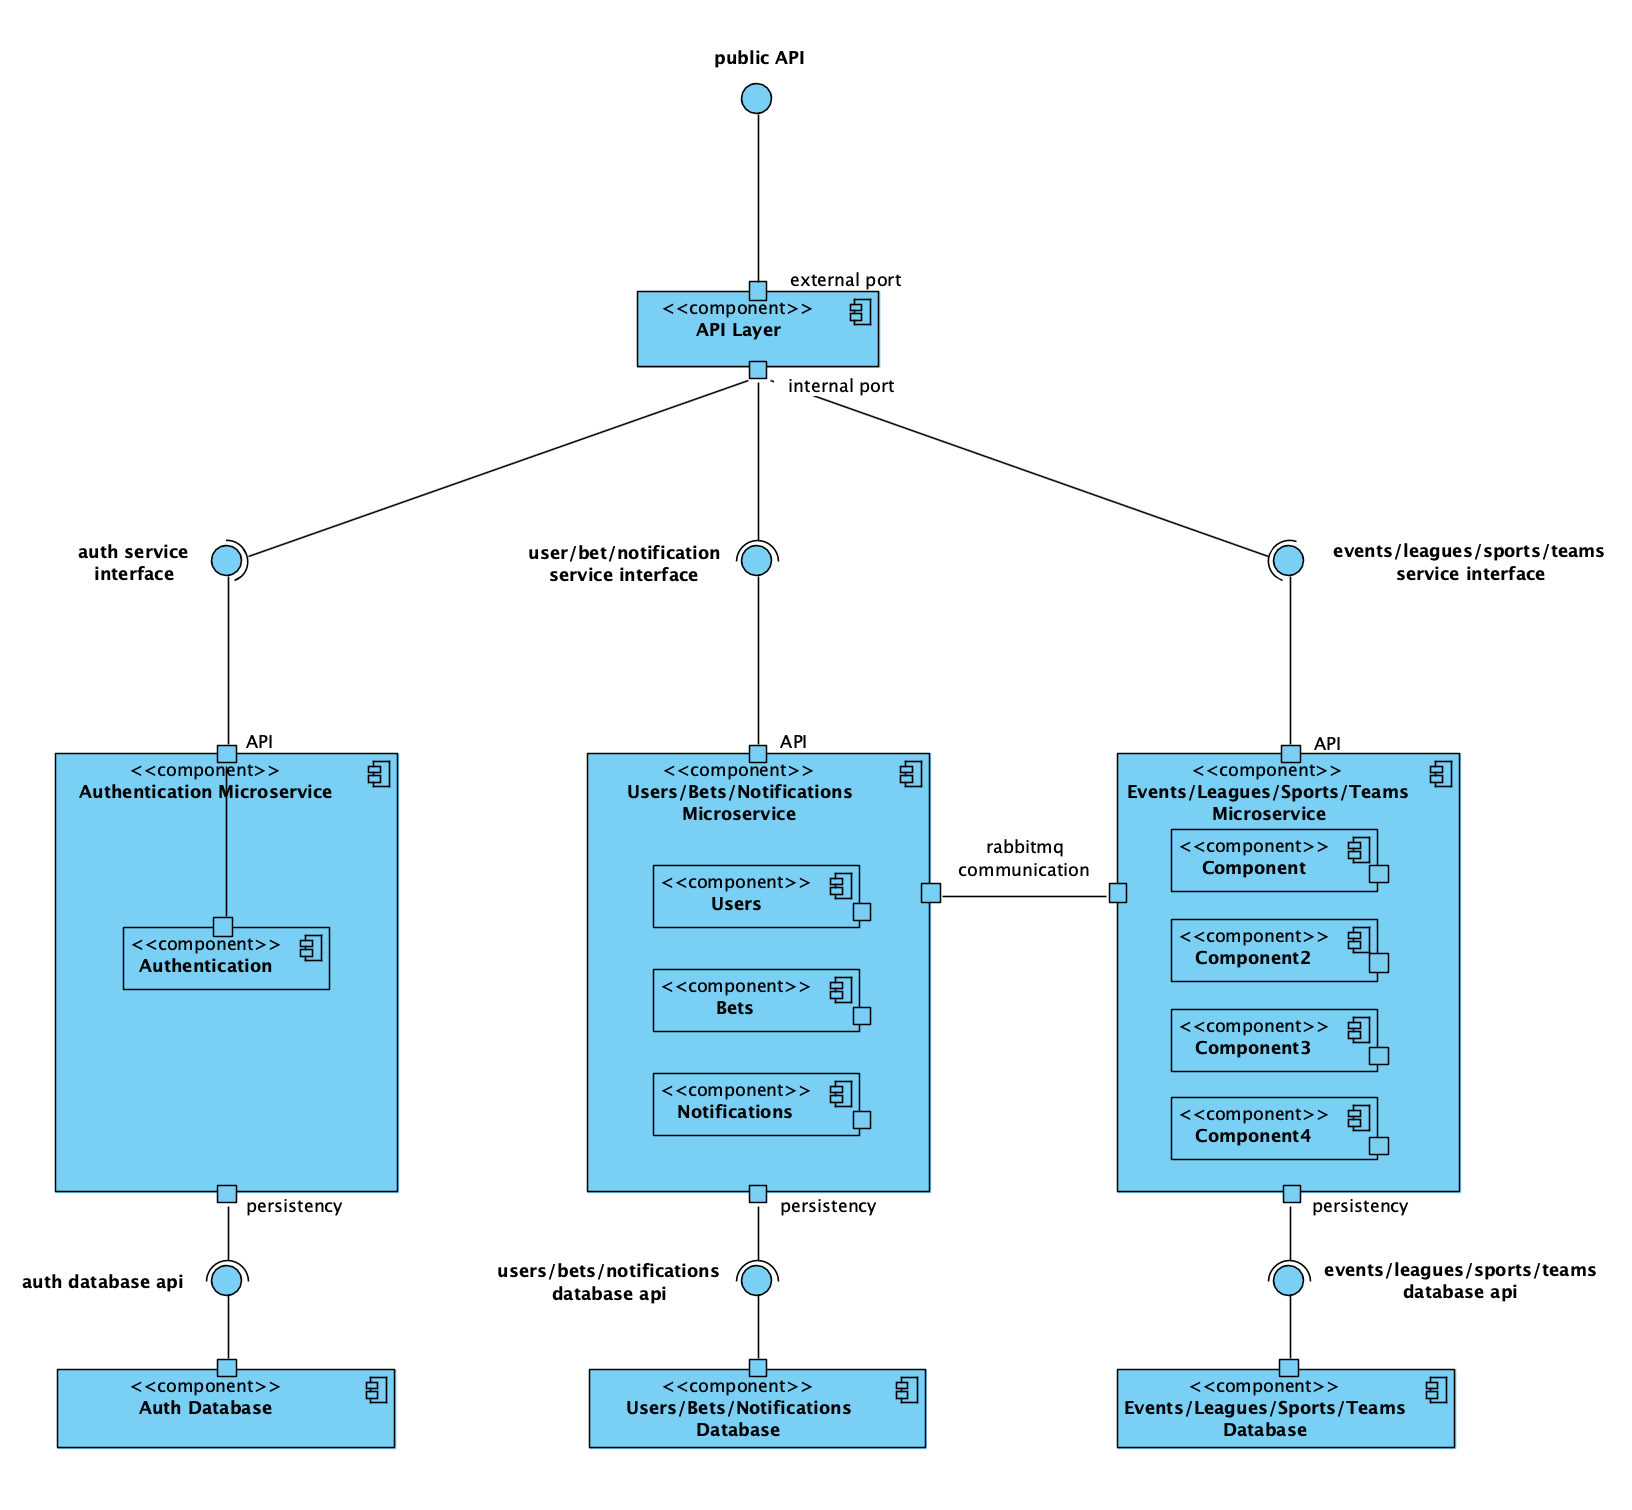 public API
external port
<<component>>
API Layer
internal port
auth service
interface
user/bet/notification
service interface
events/leagues/sports/teams
service interface
API
<<component>>
Authentication Microservice
<<component>>
Authentication
persistency
API
<<component>>
Users/Bets/Notifications
Microservice
<<component>>
Users
<<component>>
Bets
<<component>>
Notifications
persistency
rabbitmq
communication
API
<<component>>
Events/Leagues/Sports/Teams
Microservice
<<component>>
Component
<<component>>
Component2
<<component>>
Component3
<<component>>
Component4
persistency
auth database api
users/bets/notifications
database api
events/leagues/sports/teams
database api
<<component>>
Auth Database
<<component>>
Users/Bets/Notifications
Database
<<component>>
Events/Leagues/Sports/Teams
Database